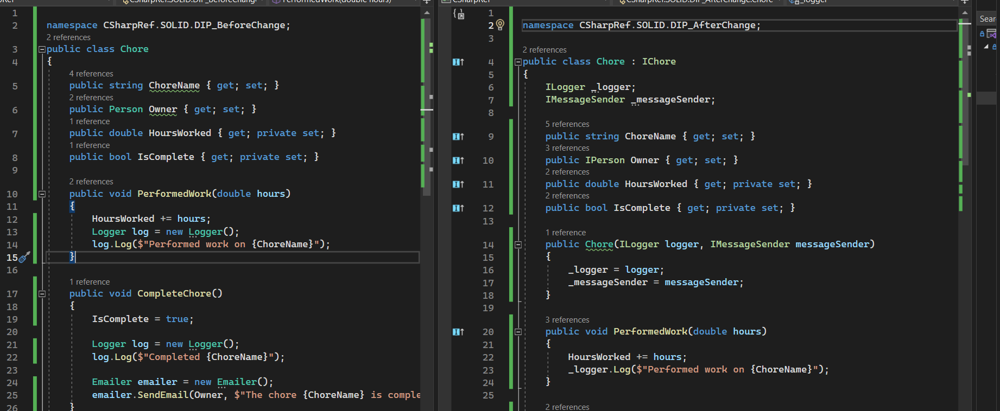 CSharpRef.SOLID.DIP_BeforeChange
PerformedWork(double hours)
1
2 namespace CSharpRef.SOLID.DIP_BeforeChange;
2 references
3 public class Chore
4 {
4 references
5 public string ChoreName { get; set; }
2 references
6 public Person Owner { get; set; }
1 reference
7 public double HoursWorked { get; private set; }
1 reference
8 public bool IsComplete { get; private set; }
9
2 references
10 public void PerformedWork(double hours)
11 {
12 HoursWorked += hours;
13 Logger log = new Logger();
14 log.Log($"Performed work on {ChoreName}");
15 }
16
1 reference
17 public void CompleteChore()
18 {
19 IsComplete = true;
20
21 Logger log = new Logger();
22 log.Log($"Completed {ChoreName}");
23
24 Emailer emailer = new Emailer();
25 emailer.SendEmail(Owner, $"The chore {ChoreName} is comple
26 }
CSharpRef
CSharpRef.SOLID.DIP_AfterChange.Chore
_logger
1
2 namespace CSharpRef.SOLID.DIP_AfterChange;
3
2 references
4 public class Chore : IChore
5 {
6 ILogger _logger;
7 IMessageSender _messageSender;
8
5 references
9 public string ChoreName { get; set; }
3 references
10 public IPerson Owner { get; set; }
2 references
11 public double HoursWorked { get; private set; }
2 references
12 public bool IsComplete { get; private set; }
13
1 reference
14 public Chore(ILogger logger, IMessageSender messageSender)
15 {
16 _logger = logger;
17 _messageSender = messageSender;
18 }
19
3 references
20 public void PerformedWork(double hours)
21 {
22 HoursWorked += hours;
23 _logger.Log($"Performed work on {ChoreName}");
24 }
25
2 references
Sear